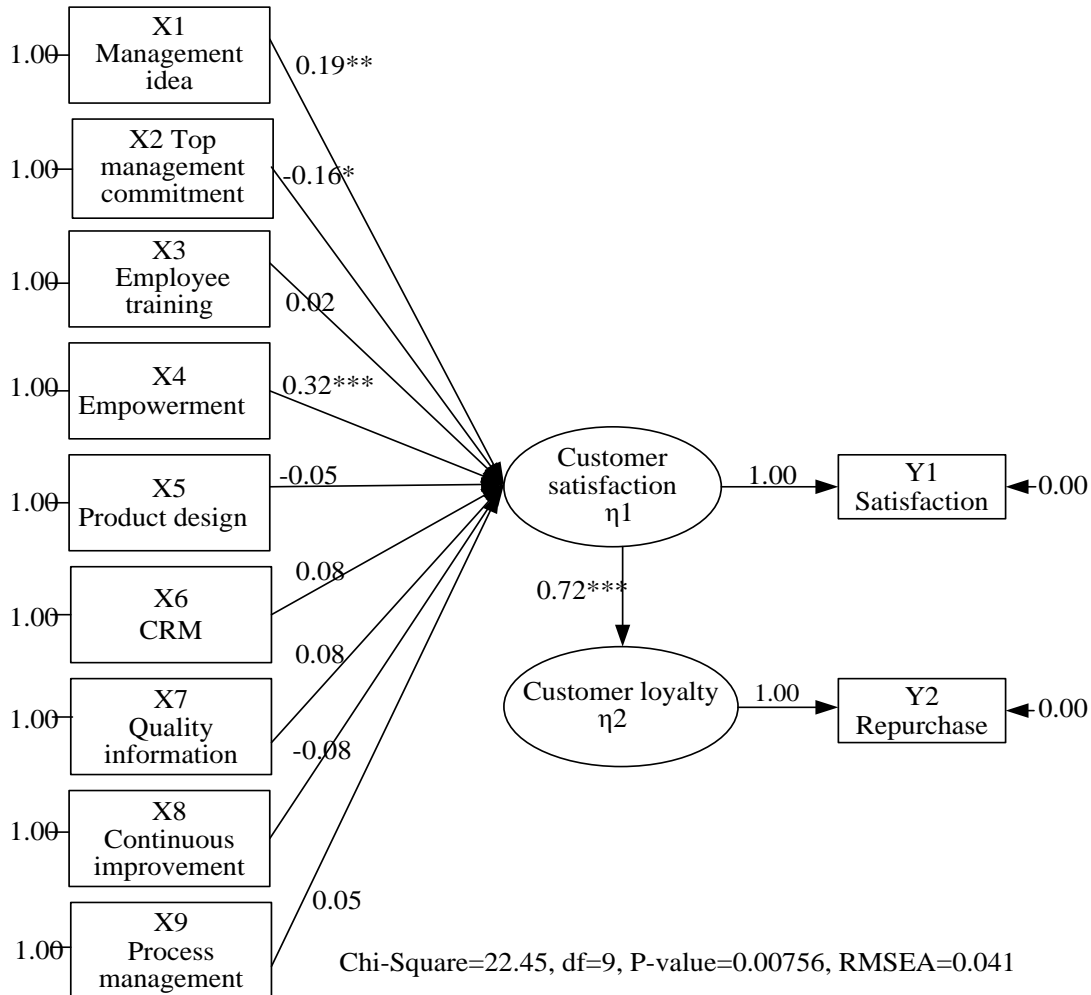 X1
Management
idea
1.00
0.19**
X2 Top
management
commitment
1.00
-0.16*
X3
Employee
training
1.00
0.02
X4
Empowerment
1.00
0.32***
X5
Product design
1.00
-0.05
X6
CRM
1.00
0.08
X7
Quality
information
1.00
0.08
X8
Continuous
improvement
1.00
-0.08
X9
Process
management
1.00
0.05
Customer
satisfaction
η1
1.00
Y1
Satisfaction
0.00
0.72***
Customer loyalty
η2
1.00
Y2
Repurchase
0.00
Chi-Square=22.45, df=9, P-value=0.00756, RMSEA=0.041